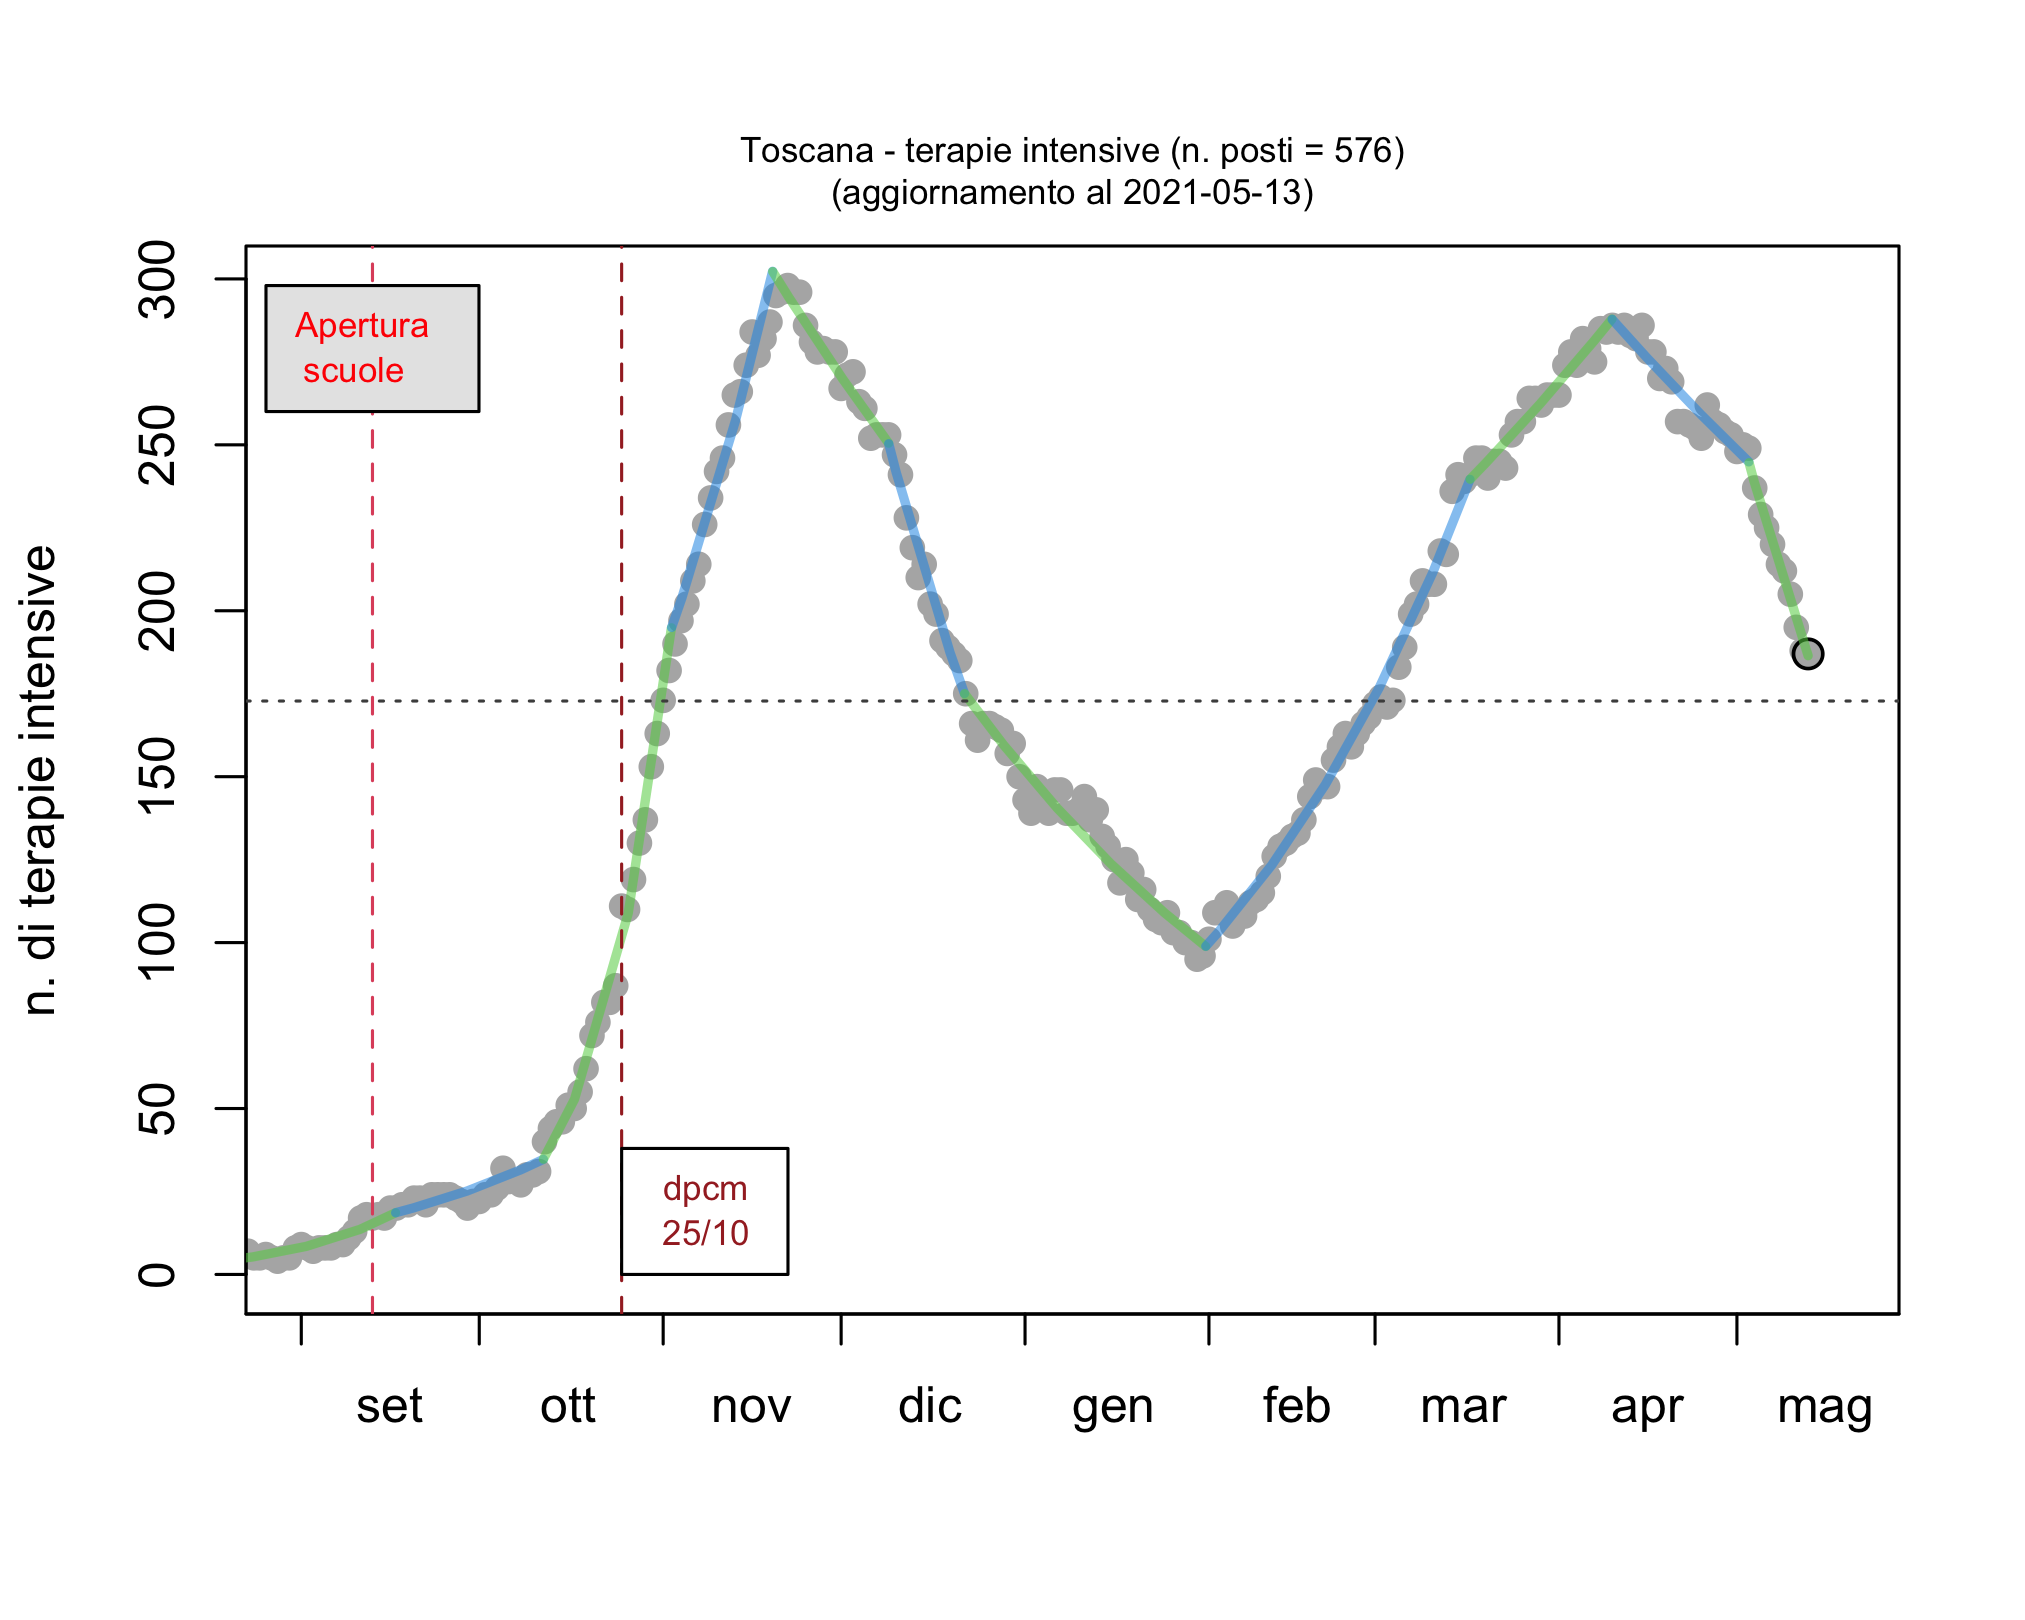 Toscana - terapie intensive (n. posti = 576)
(aggiornamento al 2021-05-13)
n. di terapie intensive
300
250
200
150
100
50
0
Apertura
scuole
dpcm
25/10
set ott nov dic gen feb mar apr mag